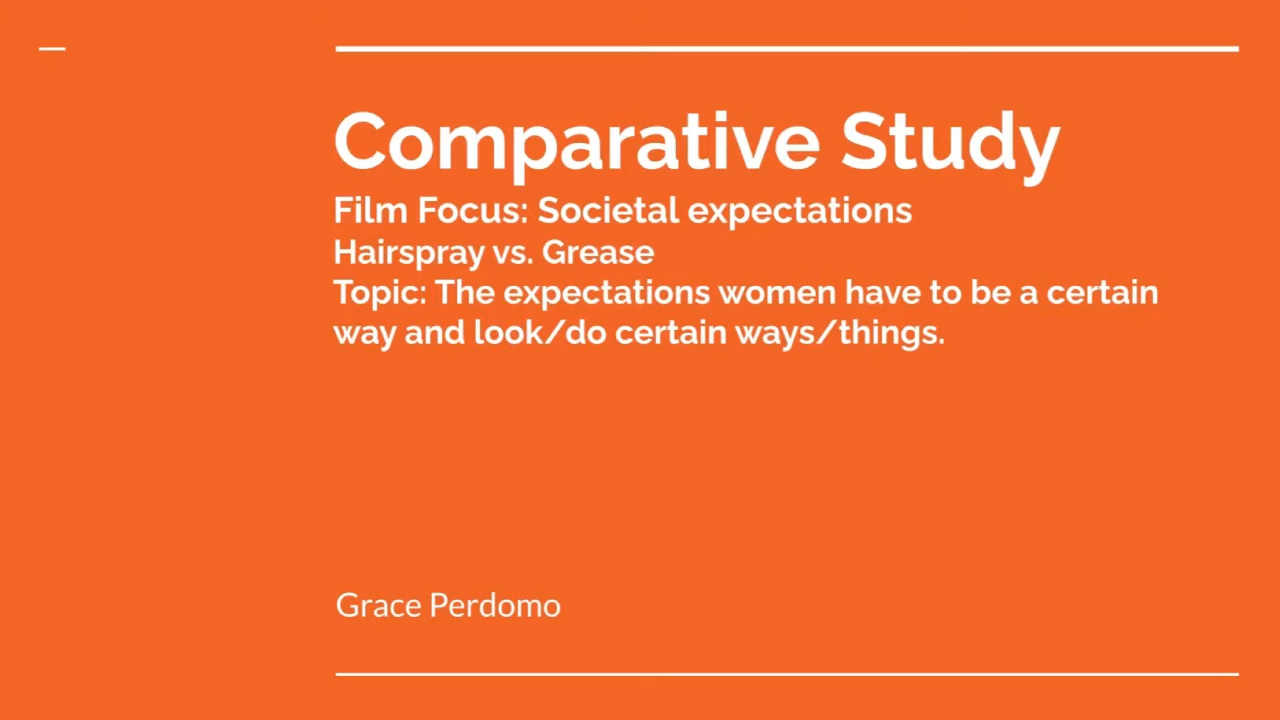 Comparative Study
Film Focus: Societal expectations
Hairspray vs. Grease
Topic: The expectations women have to be a certain
way and look/do certain ways/things.
Grace Perdomo